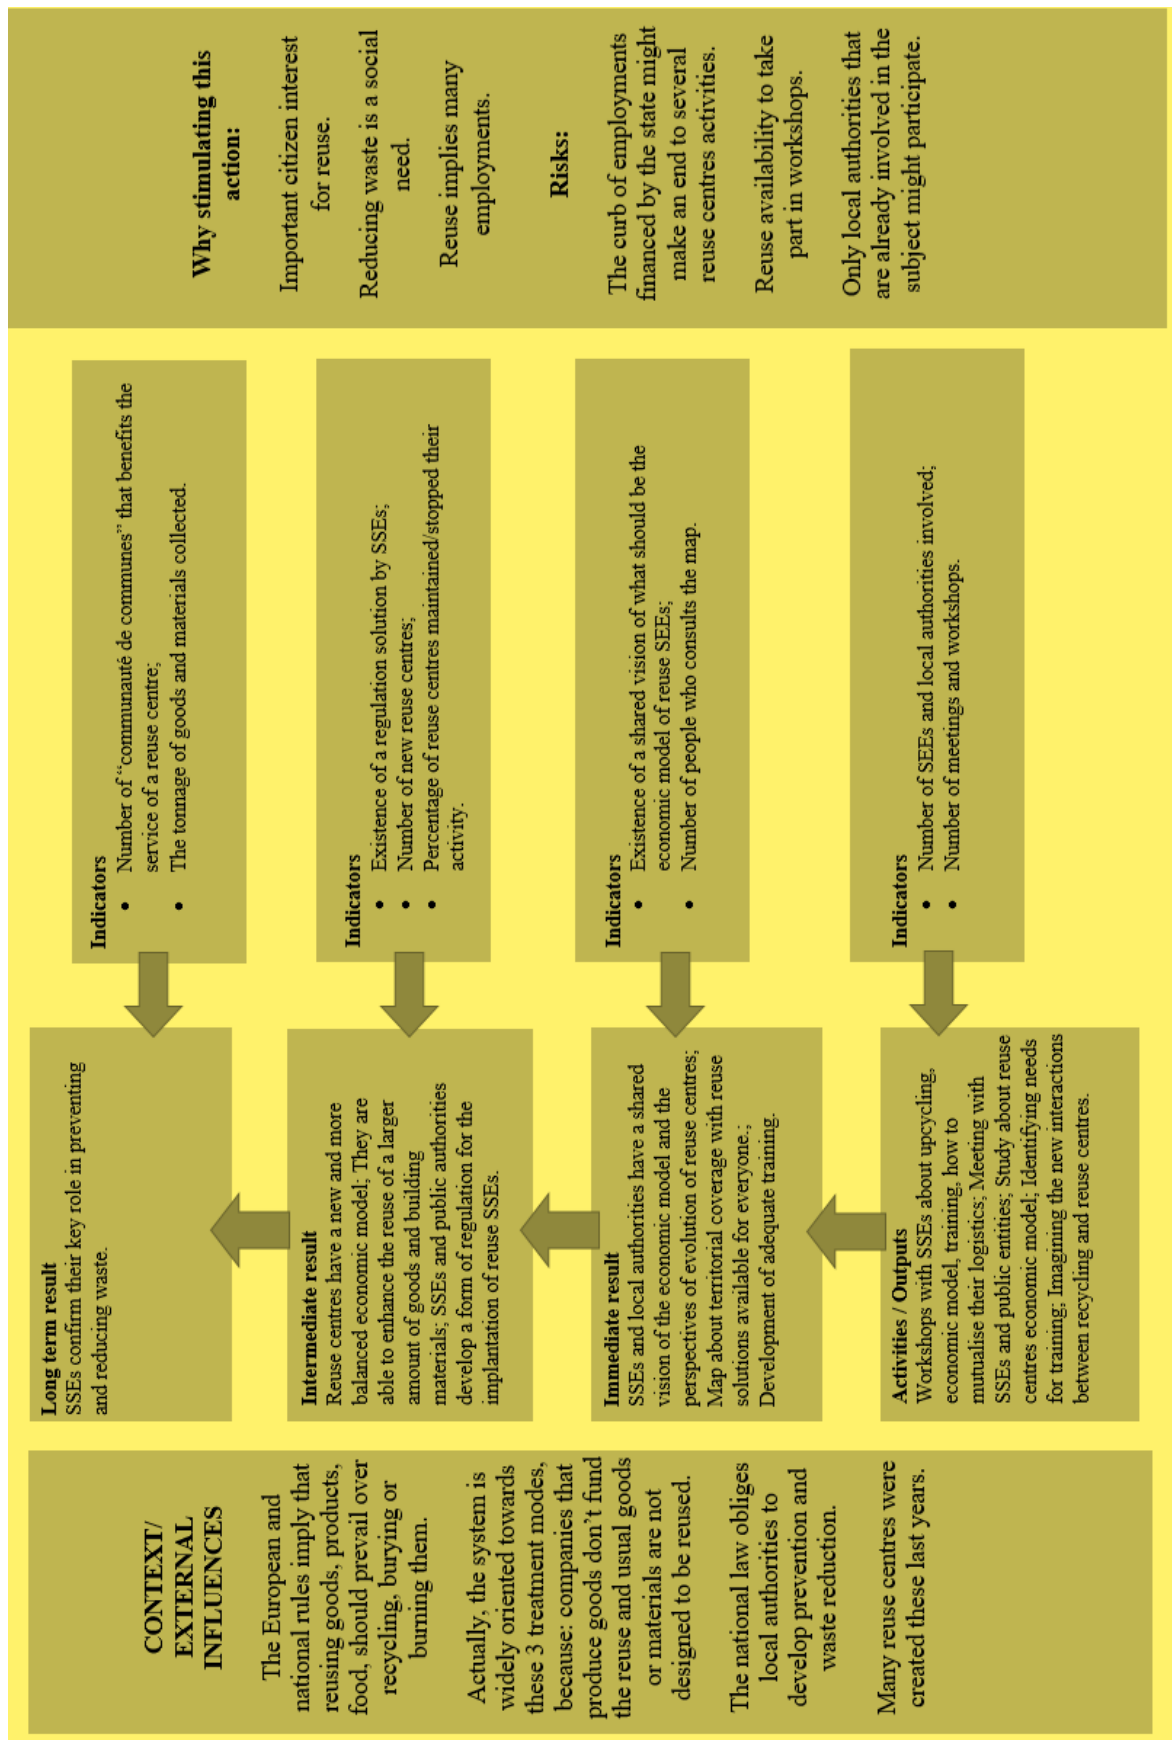 CONTEXT/
EXTERNAL
INFLUENCES
The European and
national rules imply that
reusing goods, products,
food, should prevail over
recycling, burying or
burning them.
Actually, the system is
widely oriented towards
these 3 treatment modes,
because: companies that
produce goods don't fund
the reuse and usual goods
or materials are not
designed to be reused.
The national law obliges
local authorities to
develop prevention and
waste reduction.
Many reuse centres were
created these last years.
Long term result
SSEs confirm their key role in preventing
and reducing waste.
Intermediate result
Reuse centres have a new and more
balanced economic model; They are
able to enhance the reuse of a larger
amount of goods and building
materials; SSEs and public authorities
develop a form of regulation for the
implantation of reuse SSEs.
Immediate result
SSEs and local authorities have a shared
vision of the economic model and the
perspectives of evolution of reuse centres;
Map about territorial coverage with reuse
solutions available for everyone.;
Development of adequate training.
Activities / Outputs
Workshops with SSEs about upcycling,
economic model, training, how to
mutualise their logistics; Meeting with
SSEs and public entities; Study about reuse
centres economic model; Identifying needs
for training; Imagining the new interactions
between recycling and reuse centres.
Indicators
• Number of “communauté de communes” that benefits the
service of a reuse centre;
• The tonnage of goods and materials collected.
Indicators
• Existence of a regulation solution by SSEs;
• Number of new reuse centres;
• Percentage of reuse centres maintained/stopped their
activity.
Indicators
• Existence of a shared vision of what should be the
economic model of reuse SEEs;
• Number of people who consults the map.
Indicators
• Number of SEEs and local authorities involved;
• Number of meetings and workshops.
Why stimulating this
action:
Important citizen interest
for reuse.
Reducing waste is a social
need.
Reuse implies many
employments.
Risks:
The curb of employments
financed by the state might
make an end to several
reuse centres activities.
Reuse availability to take
part in workshops.
Only local authorities that
are already involved in the
subject might participate.